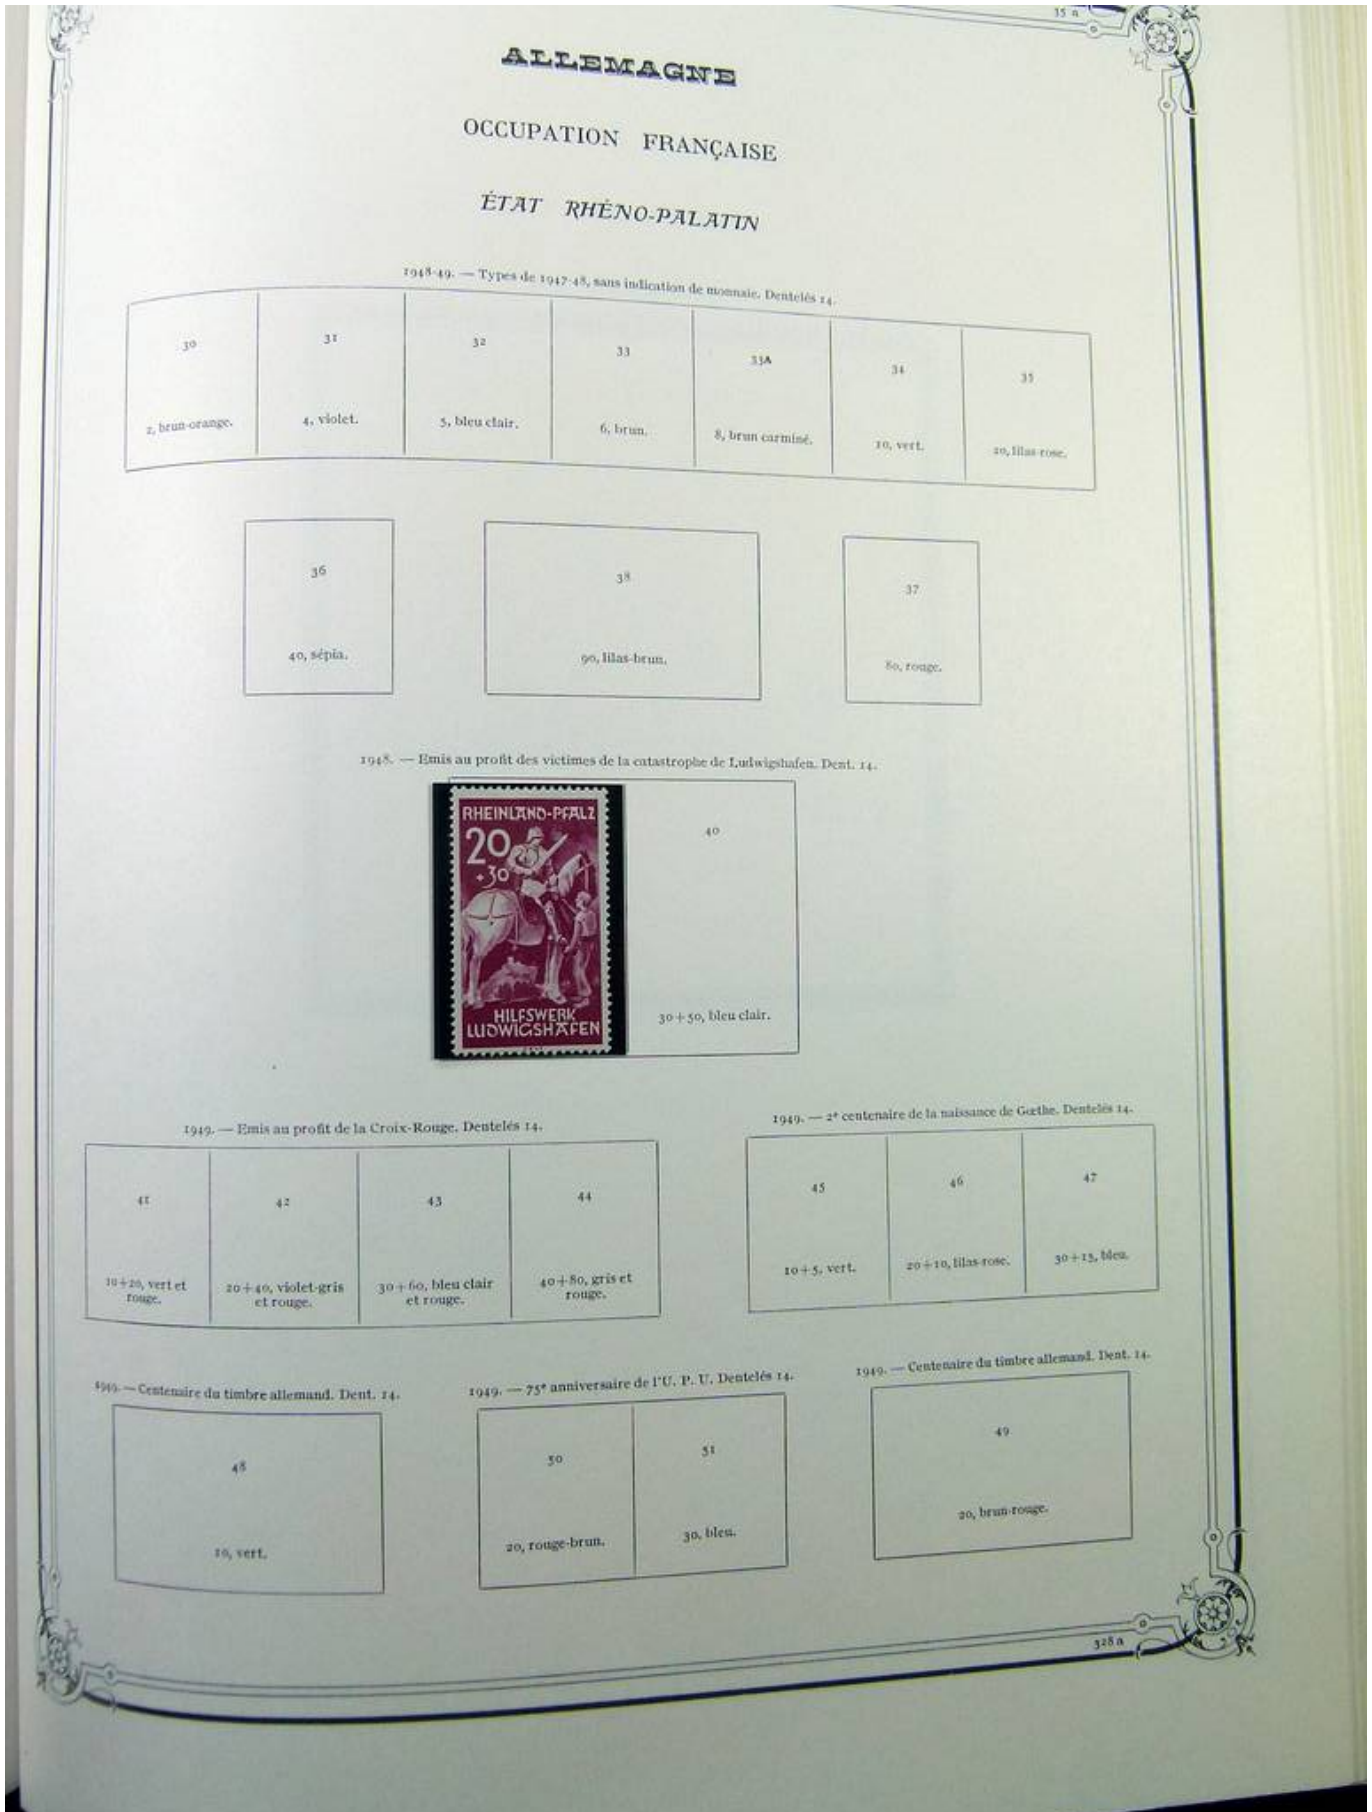 35 a
ALLEMAGNE
OCCUPATION FRANÇAISE
ÉTAT RHÉNO-PALATIN
1948-49. — Types de 1947-48, sans indication de monnaie. Dentelés 14.
30
2, brun-orange.
31
4, violet.
32
5, bleu clair.
33
6, brun.
33A
8, brun carminé.
34
10, vert.
35
20, lilas-rose.
36
40, sépia.
38
90, lilas-brun.
37
80, rouge.
1948. — Emis au profit des victimes de la catastrophe de Ludwigshafen. Dent. 14.
RHEINLAND-PFALZ
20
+30
HILFSWERK
LUDWIGSHAFEN
40
30+50, bleu clair.
1949. — Emis au profit de la Croix-Rouge. Dentelés 14.
41
10+20, vert et
rouge.
42
20+40, violet-gris
et rouge.
43
30+60, bleu clair
et rouge.
44
40+80, gris et
rouge.
1949. — 2e centenaire de la naissance de Gœthe. Dentelés 14.
45
10+5, vert.
46
20+10, lilas-rose.
47
30+15, bleu.
1949. — Centenaire du timbre allemand. Dent. 14.
48
10, vert.
1949. — 75e anniversaire de l'U. P. U. Dentelés 14.
50
20, rouge-brun.
51
30, bleu.
1949. — Centenaire du timbre allemand. Dent. 14.
49
20, brun-rouge.
328 a